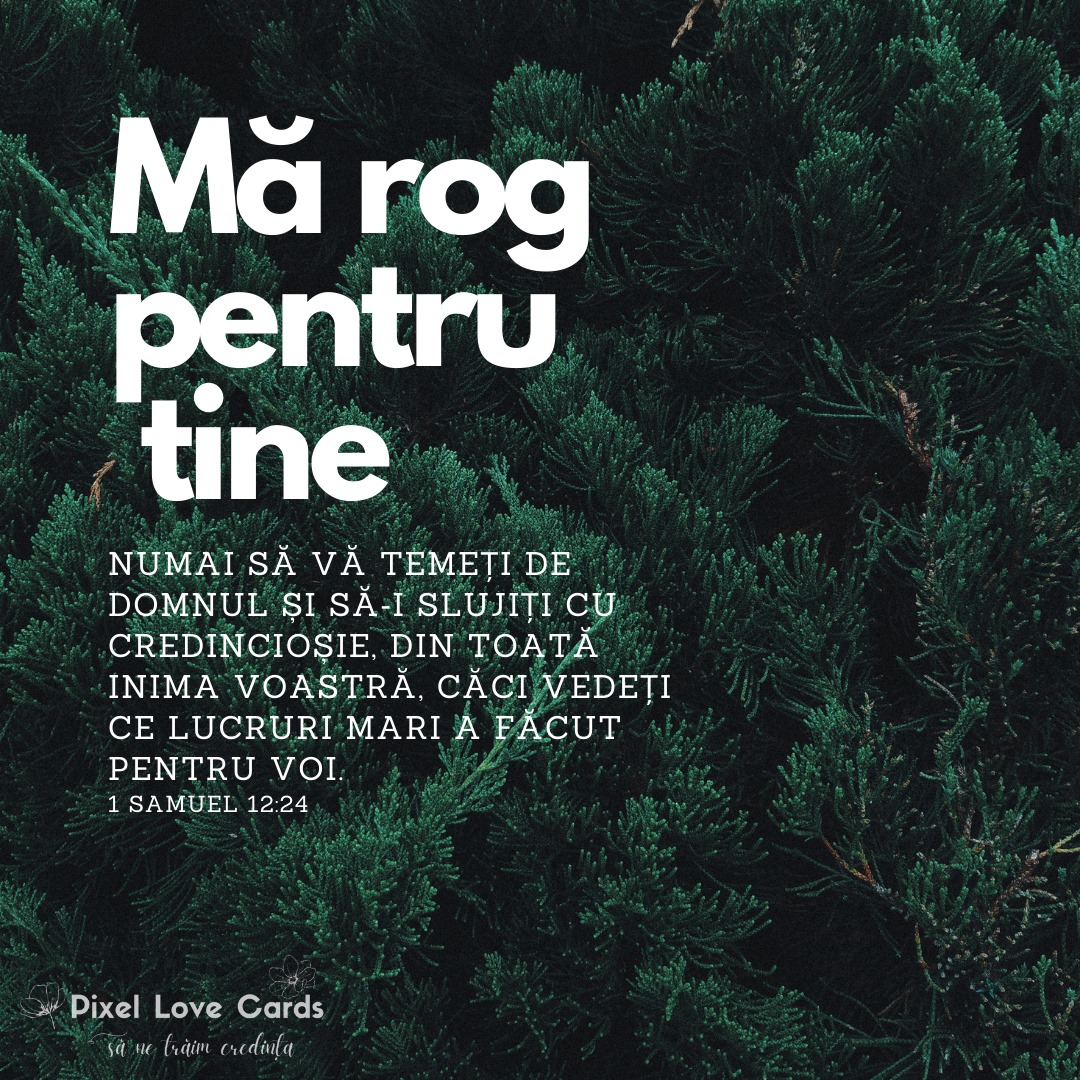 Mă rog
pentru
tine
NUMAI SĂ VĂ TEMEȚI DE
DOMNUL ȘI SĂ-I SLUJIȚI CU
CREDINCIOȘIE, DIN TOATĂ
INIMA VOASTRĂ, CĂCI VEDEȚI
CE LUCRURI MARI A FĂCUT
PENTRU VOI.
1 SAMUEL 12:24
Pixel Love Cards
să ne trăim credinta